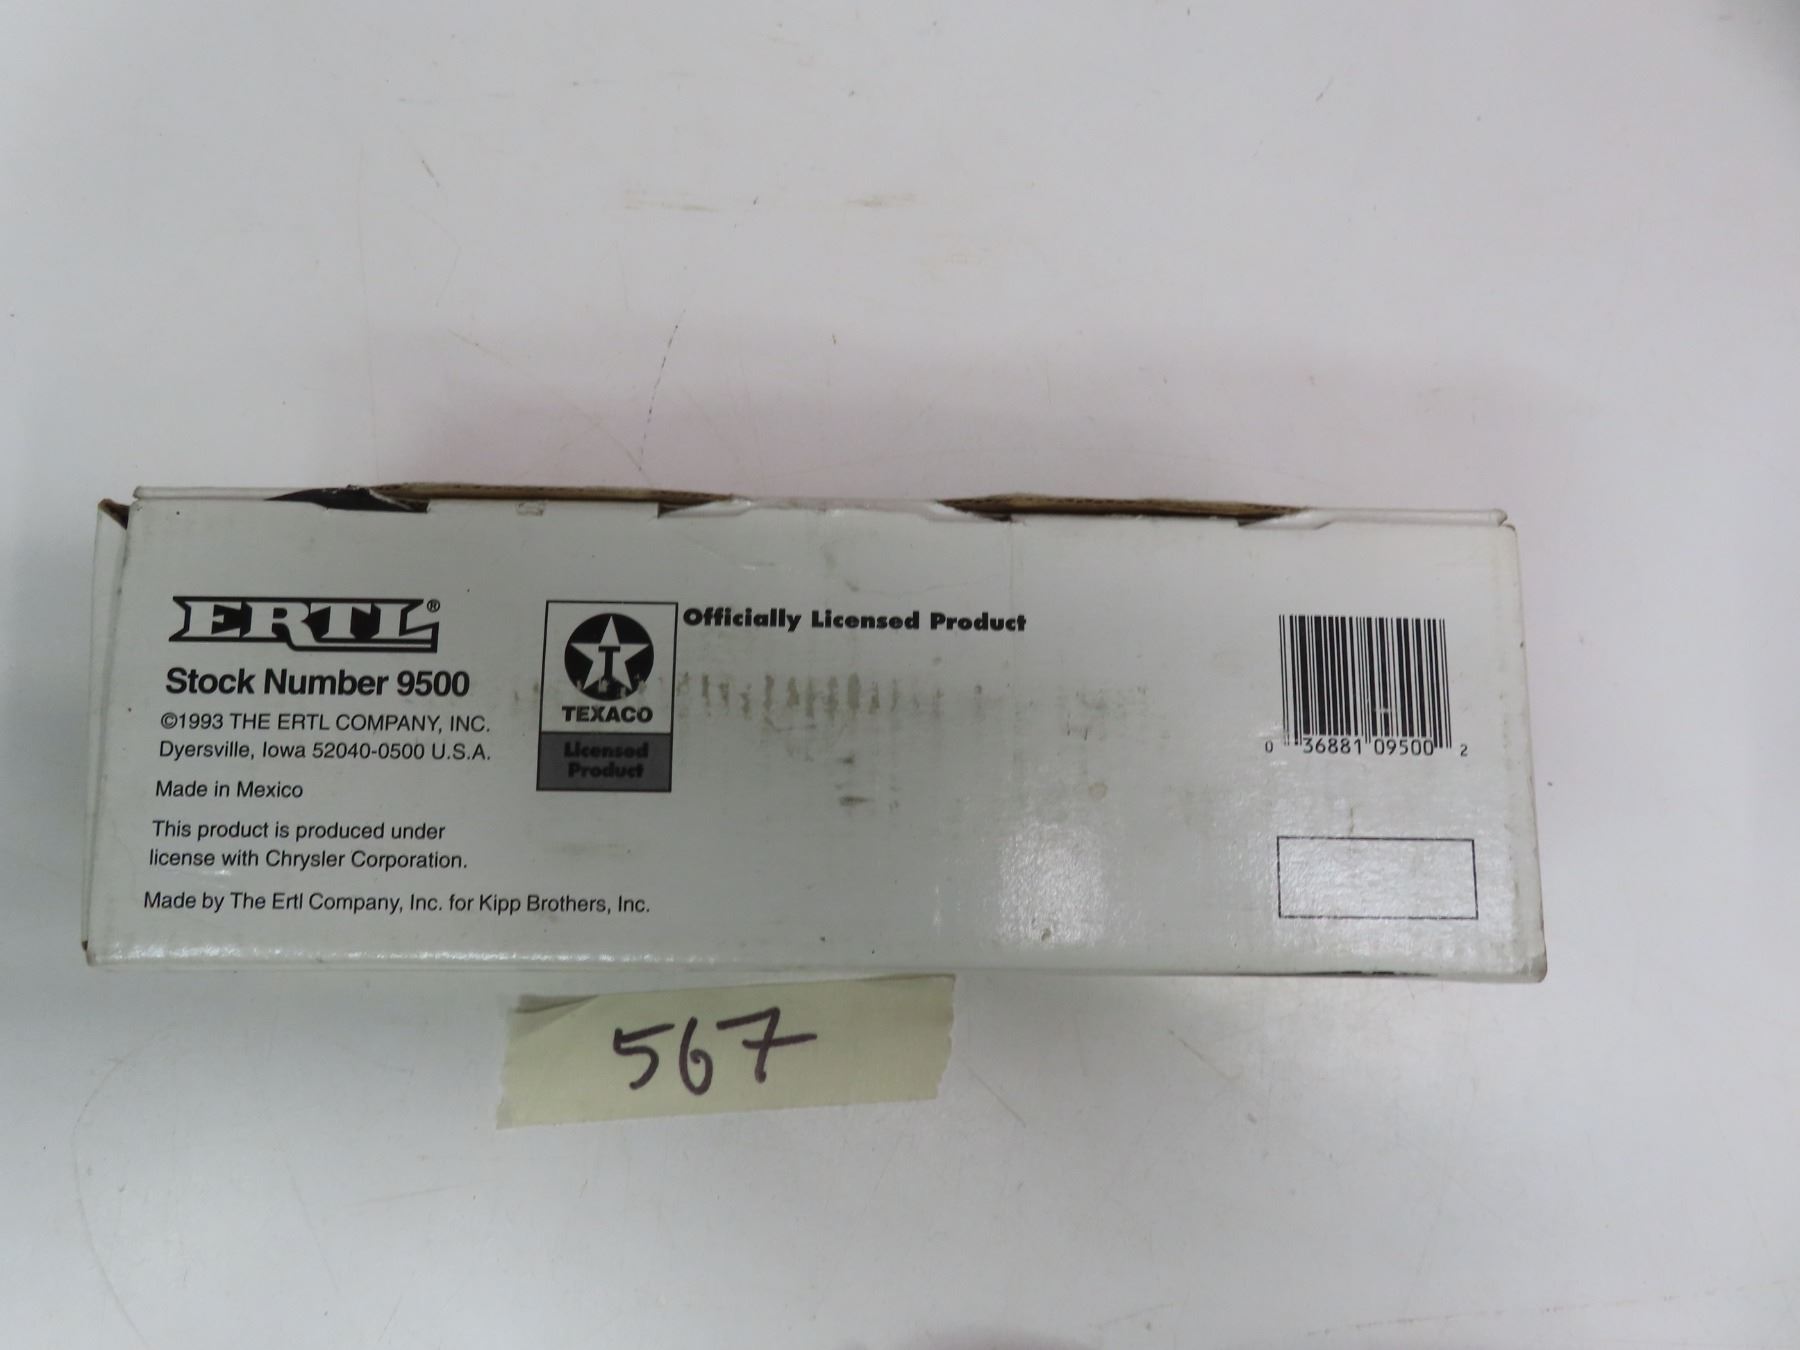 ERTL®
Stock Number 9500
©1993 THE ERTL COMPANY, INC.
Dyersville, Iowa 52040-0500 U.S.A.
Made in Mexico
This product is produced under
license with Chrysler Corporation.
Made by The Ertl Company, Inc. for Kipp Brothers, Inc.
T
TEXACO
Licensed
Product
Officially Licensed Product
0 36881 09500 2
567